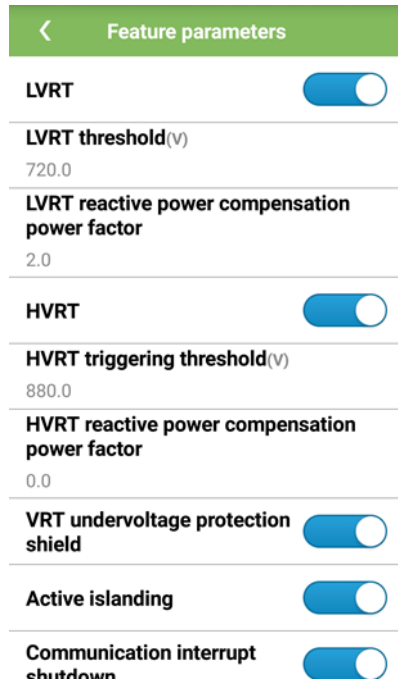 Feature parameters
LVRT
LVRT threshold(V)
720.0
LVRT reactive power compensation
power factor
2.0
HVRT
HVRT triggering threshold(V)
880.0
HVRT reactive power compensation
power factor
0.0
VRT undervoltage protection
shield
Active islanding
Communication interrupt
shutdown